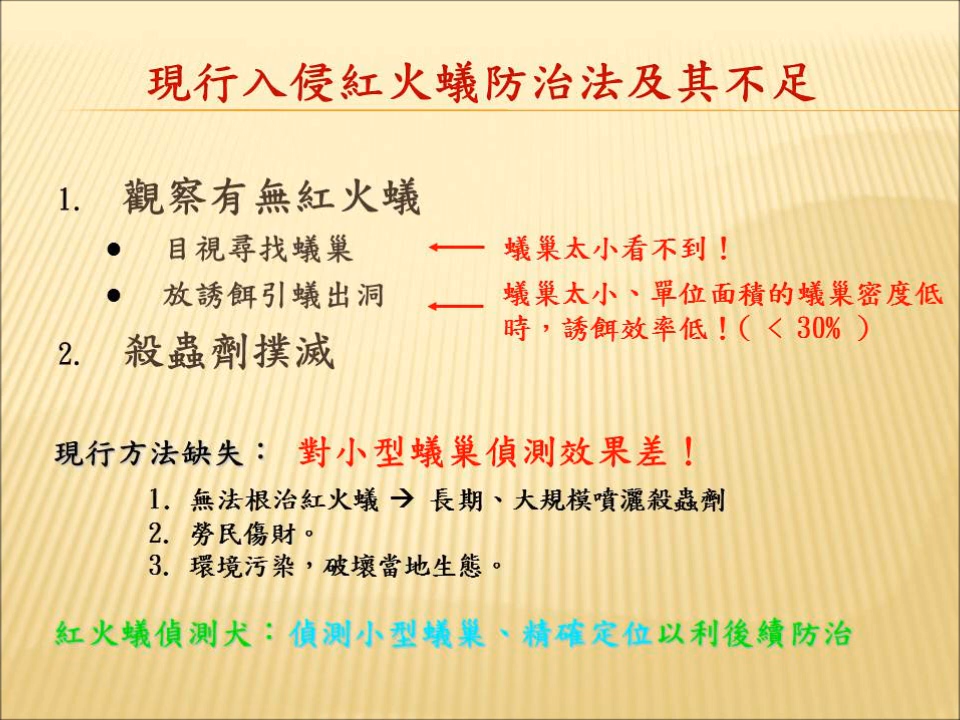 現行入侵紅火蟻防治法及其不足
1. 觀察有無紅火蟻
● 目視尋找蟻巢 ← 蟻巢太小看不到！
● 放誘餌引蟻出洞 ← 蟻巢太小、單位面積的蟻巢密度低
時，誘餌效率低！( < 30% )
2. 殺蟲劑撲滅
現行方法缺失： 對小型蟻巢偵測效果差！
1. 無法根治紅火蟻 → 長期、大規模噴灑殺蟲劑
2. 勞民傷財。
3. 環境污染，破壞當地生態。
紅火蟻偵測犬：偵測小型蟻巢、精確定位以利後續防治